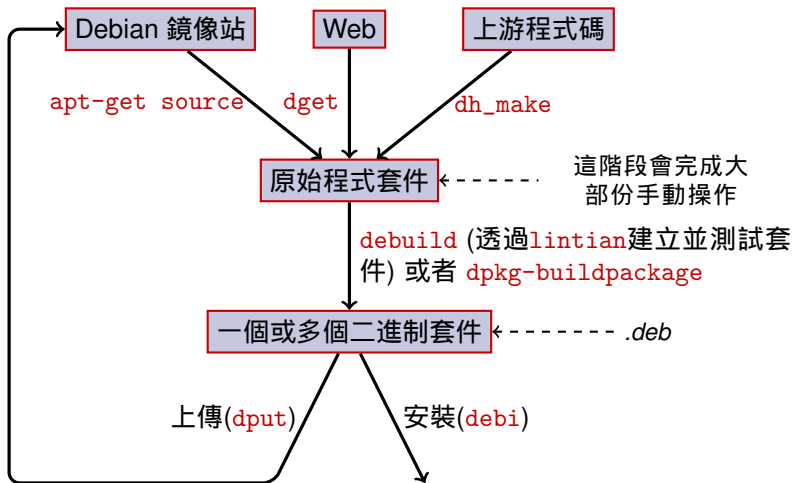 Debian 鏡像站
Web
上游程式碼
apt-get source
dget
dh_make
原始程式套件
這階段會完成大
部份手動操作
debuild (透過lintian建立並測試套
件) 或者 dpkg-buildpackage
一個或多個二進制套件
.deb
上傳(dput)
安裝(debi)